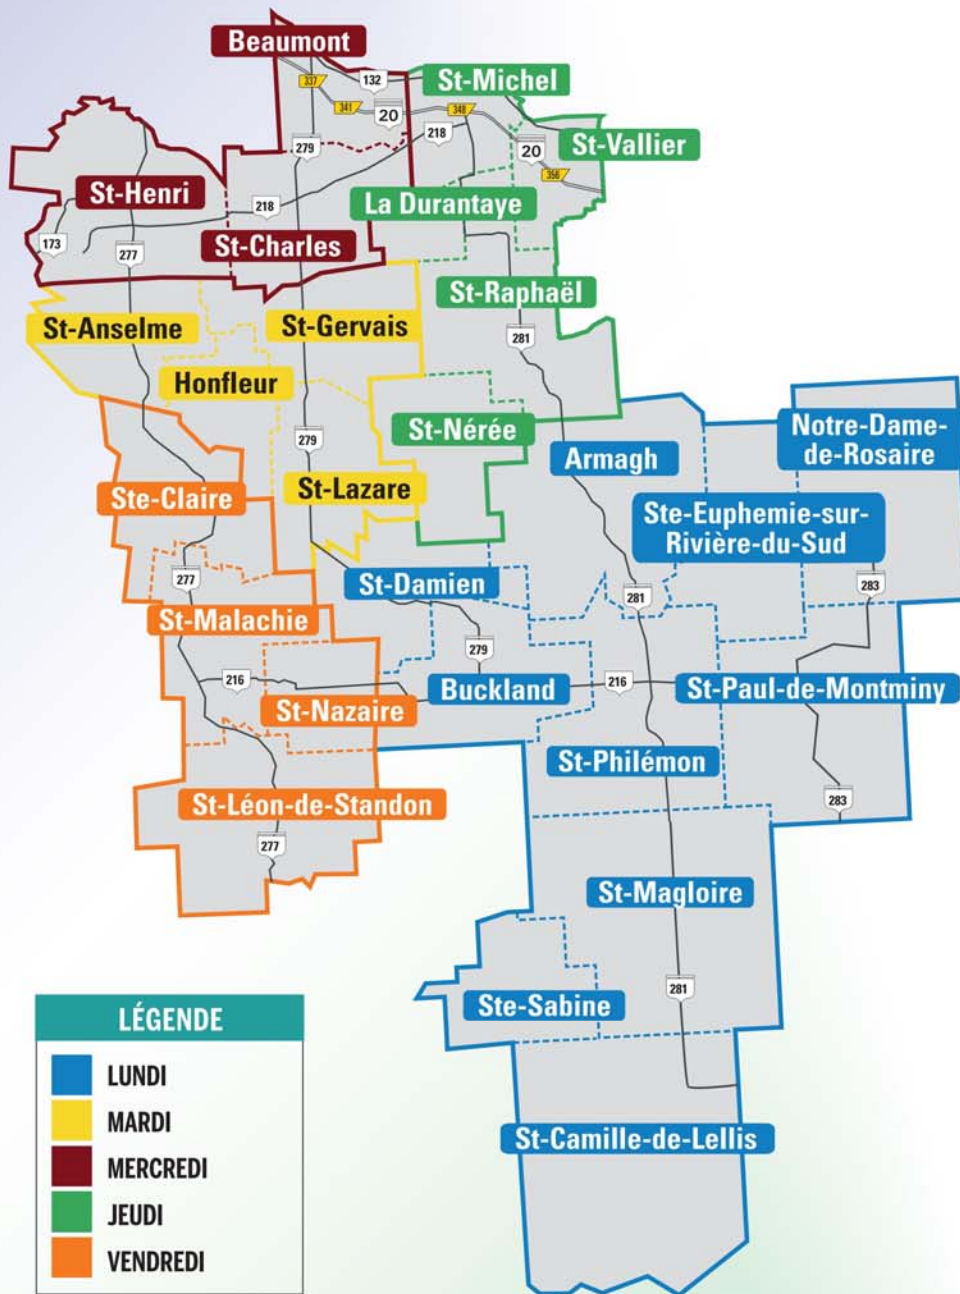 Beaumont
337
132
St-Michel
341
20
348
279
218
20
St-Vallier
356
St-Henri
218
La Durantaye
173
277
St-Charles
St-Raphaël
St-Anselme
St-Gervais
281
Honfleur
St-Nérée
279
Armagh
Notre-Dame-
de-Rosaire
Ste-Claire
St-Lazare
Ste-Euphemie-sur-
Rivière-du-Sud
277
St-Damien
281
283
St-Malachie
279
216
Buckland
216
St-Paul-de-Montminy
St-Nazaire
St-Philémon
St-Léon-de-Standon
283
277
St-Magloire
281
Ste-Sabine
St-Camille-de-Lellis
LÉGENDE
LUNDI
MARDI
MERCREDI
JEUDI
VENDREDI